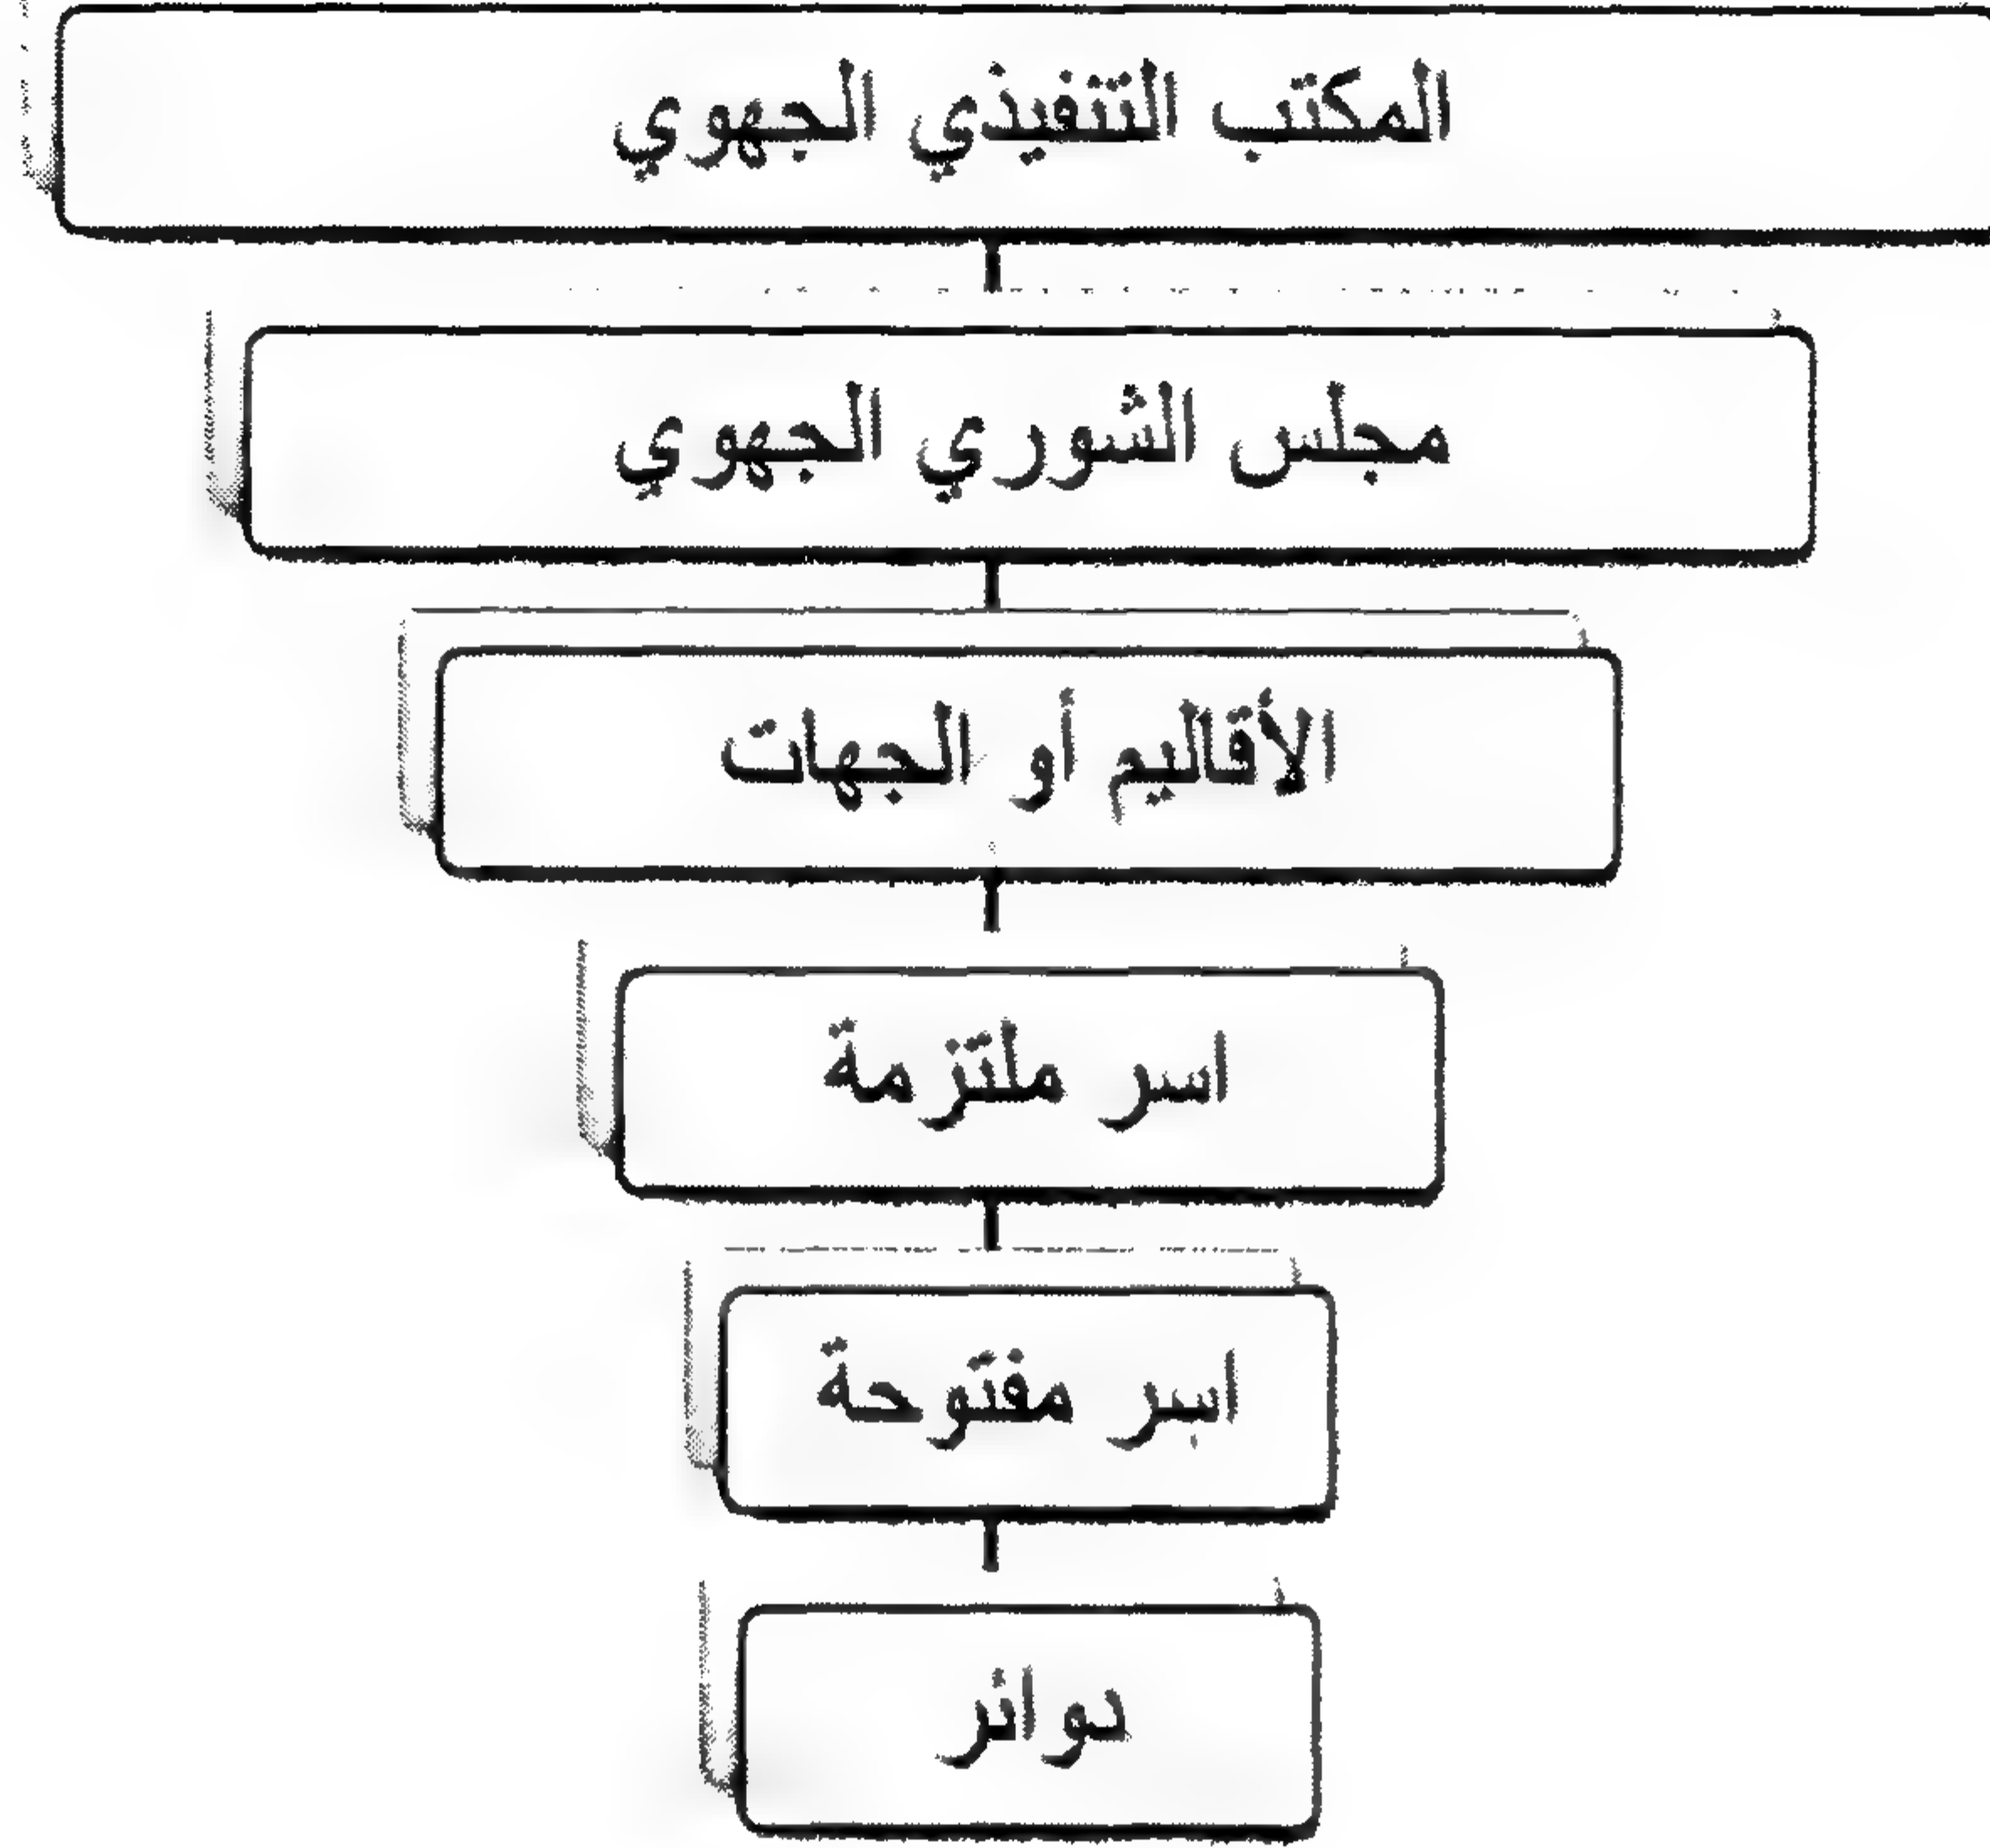 المكتب التنفيذي الجهوي
مجلس الشوري الجهوي
الأقاليم أو الجهات
اسر ملتزمة
اسر مفتوحة
دوائر